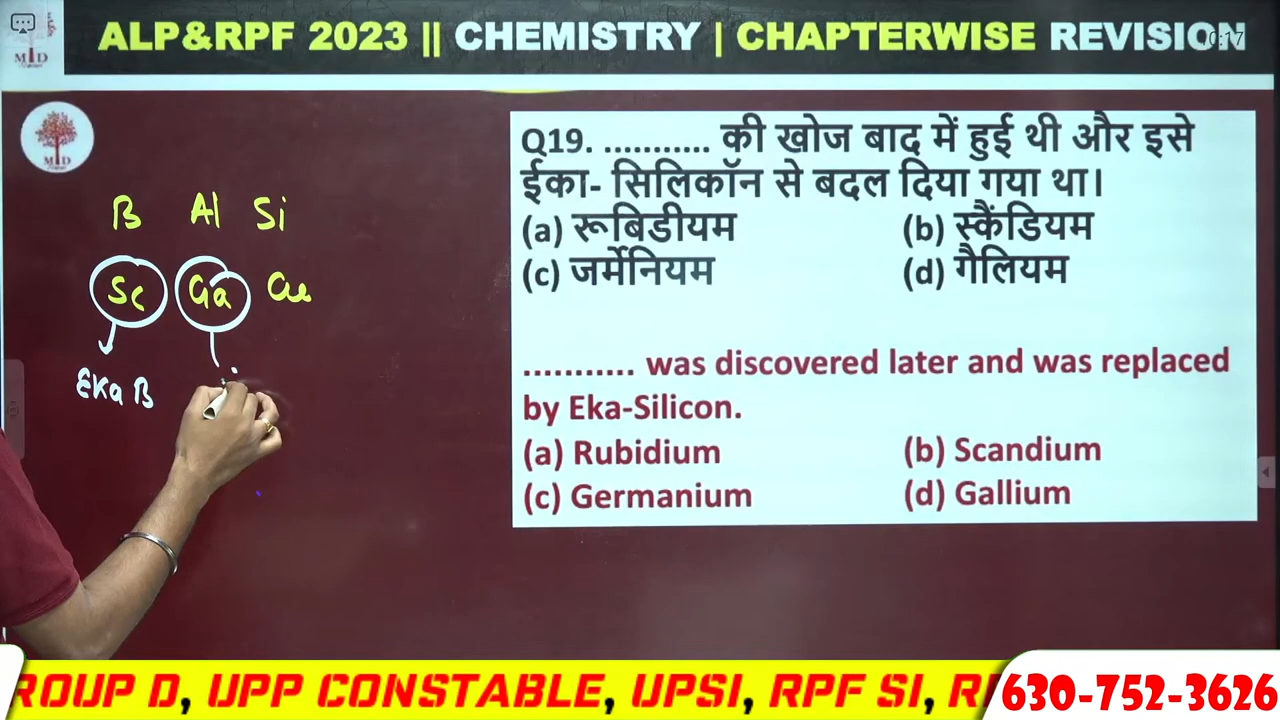 ALP&RPF 2023 || CHEMISTRY | CHAPTERWISE REVISION
MD
MD
B Al Si
Sc Ga Ge
Eka B
Q19. ........... की खोज बाद में हुई थी और इसे
ईका- सिलिकॉन से बदल दिया गया था।
(a) रूबिडीयम (b) स्कैंडियम
(c) जर्मेनियम (d) गैलियम
........... was discovered later and was replaced
by Eka-Silicon.
(a) Rubidium (b) Scandium
(c) Germanium (d) Gallium
ROUP D, UPP CONSTABLE, UPSI, RPF SI, R
630-752-3626